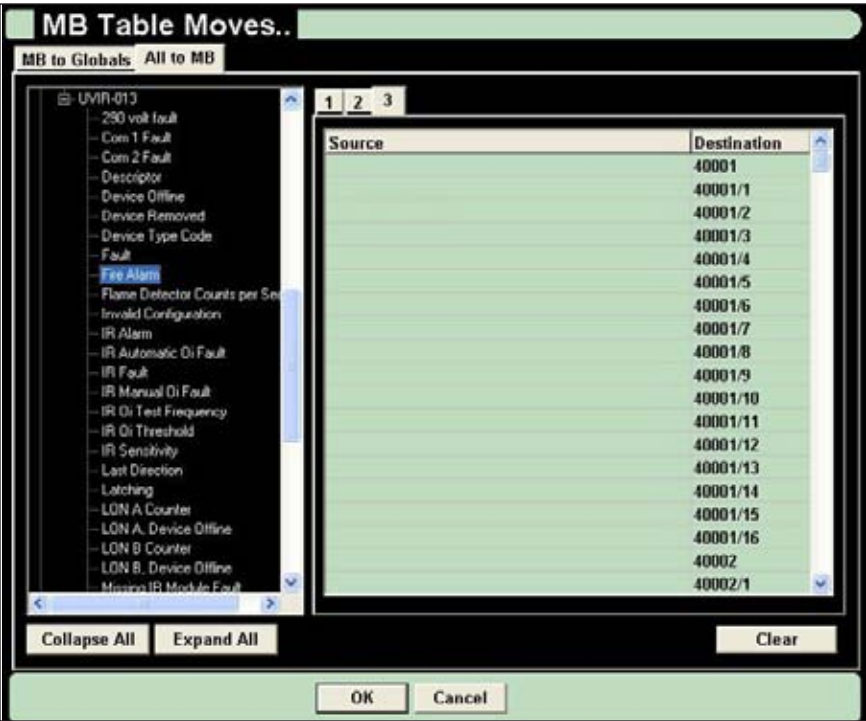 MB Table Moves..
MB to Globals All to MB
UVIR-013
290 volt fault
Com 1 Fault
Com 2 Fault
Descriptor
Device Offline
Device Removed
Device Type Code
Fault
Fire Alarm
Flame Detector Counts per Sec
Invalid Configuration
IR Alarm
IR Automatic Oi Fault
IR Fault
IR Manual Oi Fault
IR Oi Test Frequency
IR Oi Threshold
IR Sensitivity
Last Direction
Latching
LON A Counter
LON A, Device Offline
LON B Counter
LON B, Device Offline
Missing IR Module Fault
1 2 3
Source Destination
40001
40001/1
40001/2
40001/3
40001/4
40001/5
40001/6
40001/7
40001/8
40001/9
40001/10
40001/11
40001/12
40001/13
40001/14
40001/15
40001/16
40002
40002/1
Collapse All Expand All Clear
OK Cancel